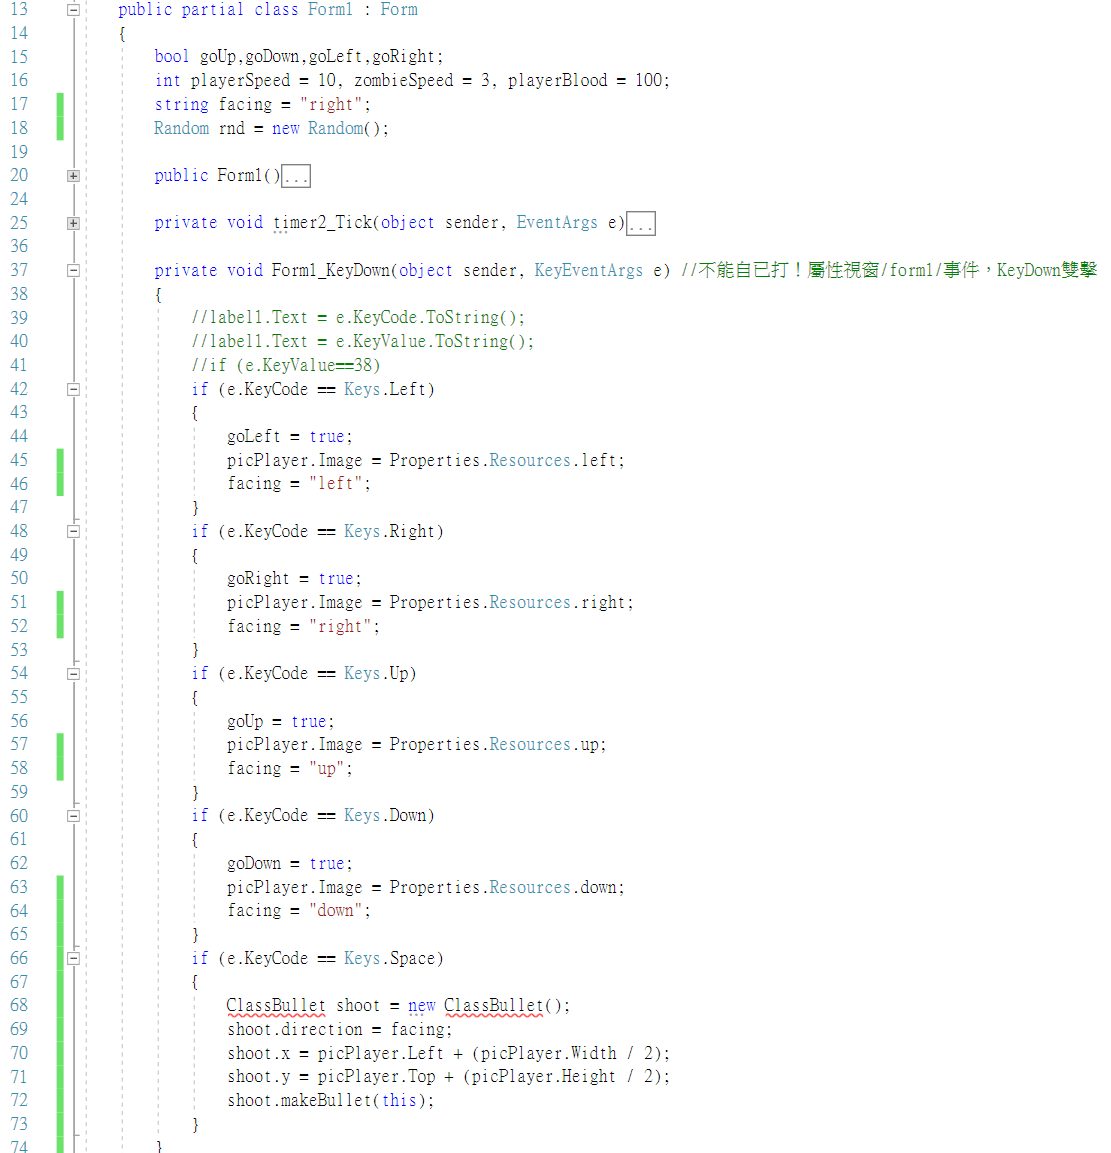 13 public partial class Form1 : Form
14 {
15 bool goUp,goDown,goLeft,goRight;
16 int playerSpeed = 10, zombieSpeed = 3, playerBlood = 100;
17 string facing = "right";
18 Random rnd = new Random();
19
20 public Form1()...
24
25 private void timer2_Tick(object sender, EventArgs e)...
36
37 private void Form1_KeyDown(object sender, KeyEventArgs e) //不能自已打！屬性視窗/form1/事件，KeyDown雙擊
38 {
39 //label1.Text = e.KeyCode.ToString();
40 //label1.Text = e.KeyValue.ToString();
41 //if (e.KeyValue==38)
42 if (e.KeyCode == Keys.Left)
43 {
44 goLeft = true;
45 picPlayer.Image = Properties.Resources.left;
46 facing = "left";
47 }
48 if (e.KeyCode == Keys.Right)
49 {
50 goRight = true;
51 picPlayer.Image = Properties.Resources.right;
52 facing = "right";
53 }
54 if (e.KeyCode == Keys.Up)
55 {
56 goUp = true;
57 picPlayer.Image = Properties.Resources.up;
58 facing = "up";
59 }
60 if (e.KeyCode == Keys.Down)
61 {
62 goDown = true;
63 picPlayer.Image = Properties.Resources.down;
64 facing = "down";
65 }
66 if (e.KeyCode == Keys.Space)
67 {
68 ClassBullet shoot = new ClassBullet();
69 shoot.direction = facing;
70 shoot.x = picPlayer.Left + (picPlayer.Width / 2);
71 shoot.y = picPlayer.Top + (picPlayer.Height / 2);
72 shoot.makeBullet(this);
73 }
74 }